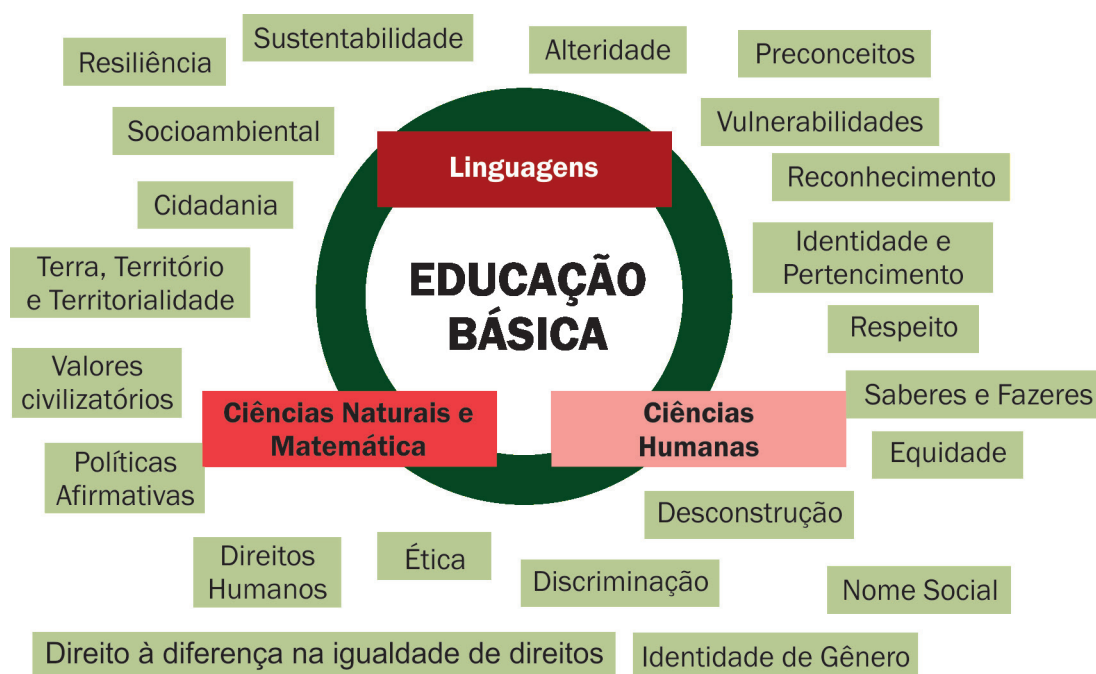 Sustentabilidade
Alteridade
Preconceitos
Resiliência
Socioambiental
Vulnerabilidades
Linguagens
Reconhecimento
Cidadania
Identidade e
Pertencimento
Terra, Território
e Territorialidade
EDUCAÇÃO
BÁSICA
Respeito
Valores
civilizatórios
Ciências Naturais e
Matemática
Ciências
Humanas
Saberes e Fazeres
Equidade
Políticas
Afirmativas
Desconstrução
Direitos
Humanos
Ética
Discriminação
Nome Social
Direito à diferença na igualdade de direitos
Identidade de Gênero